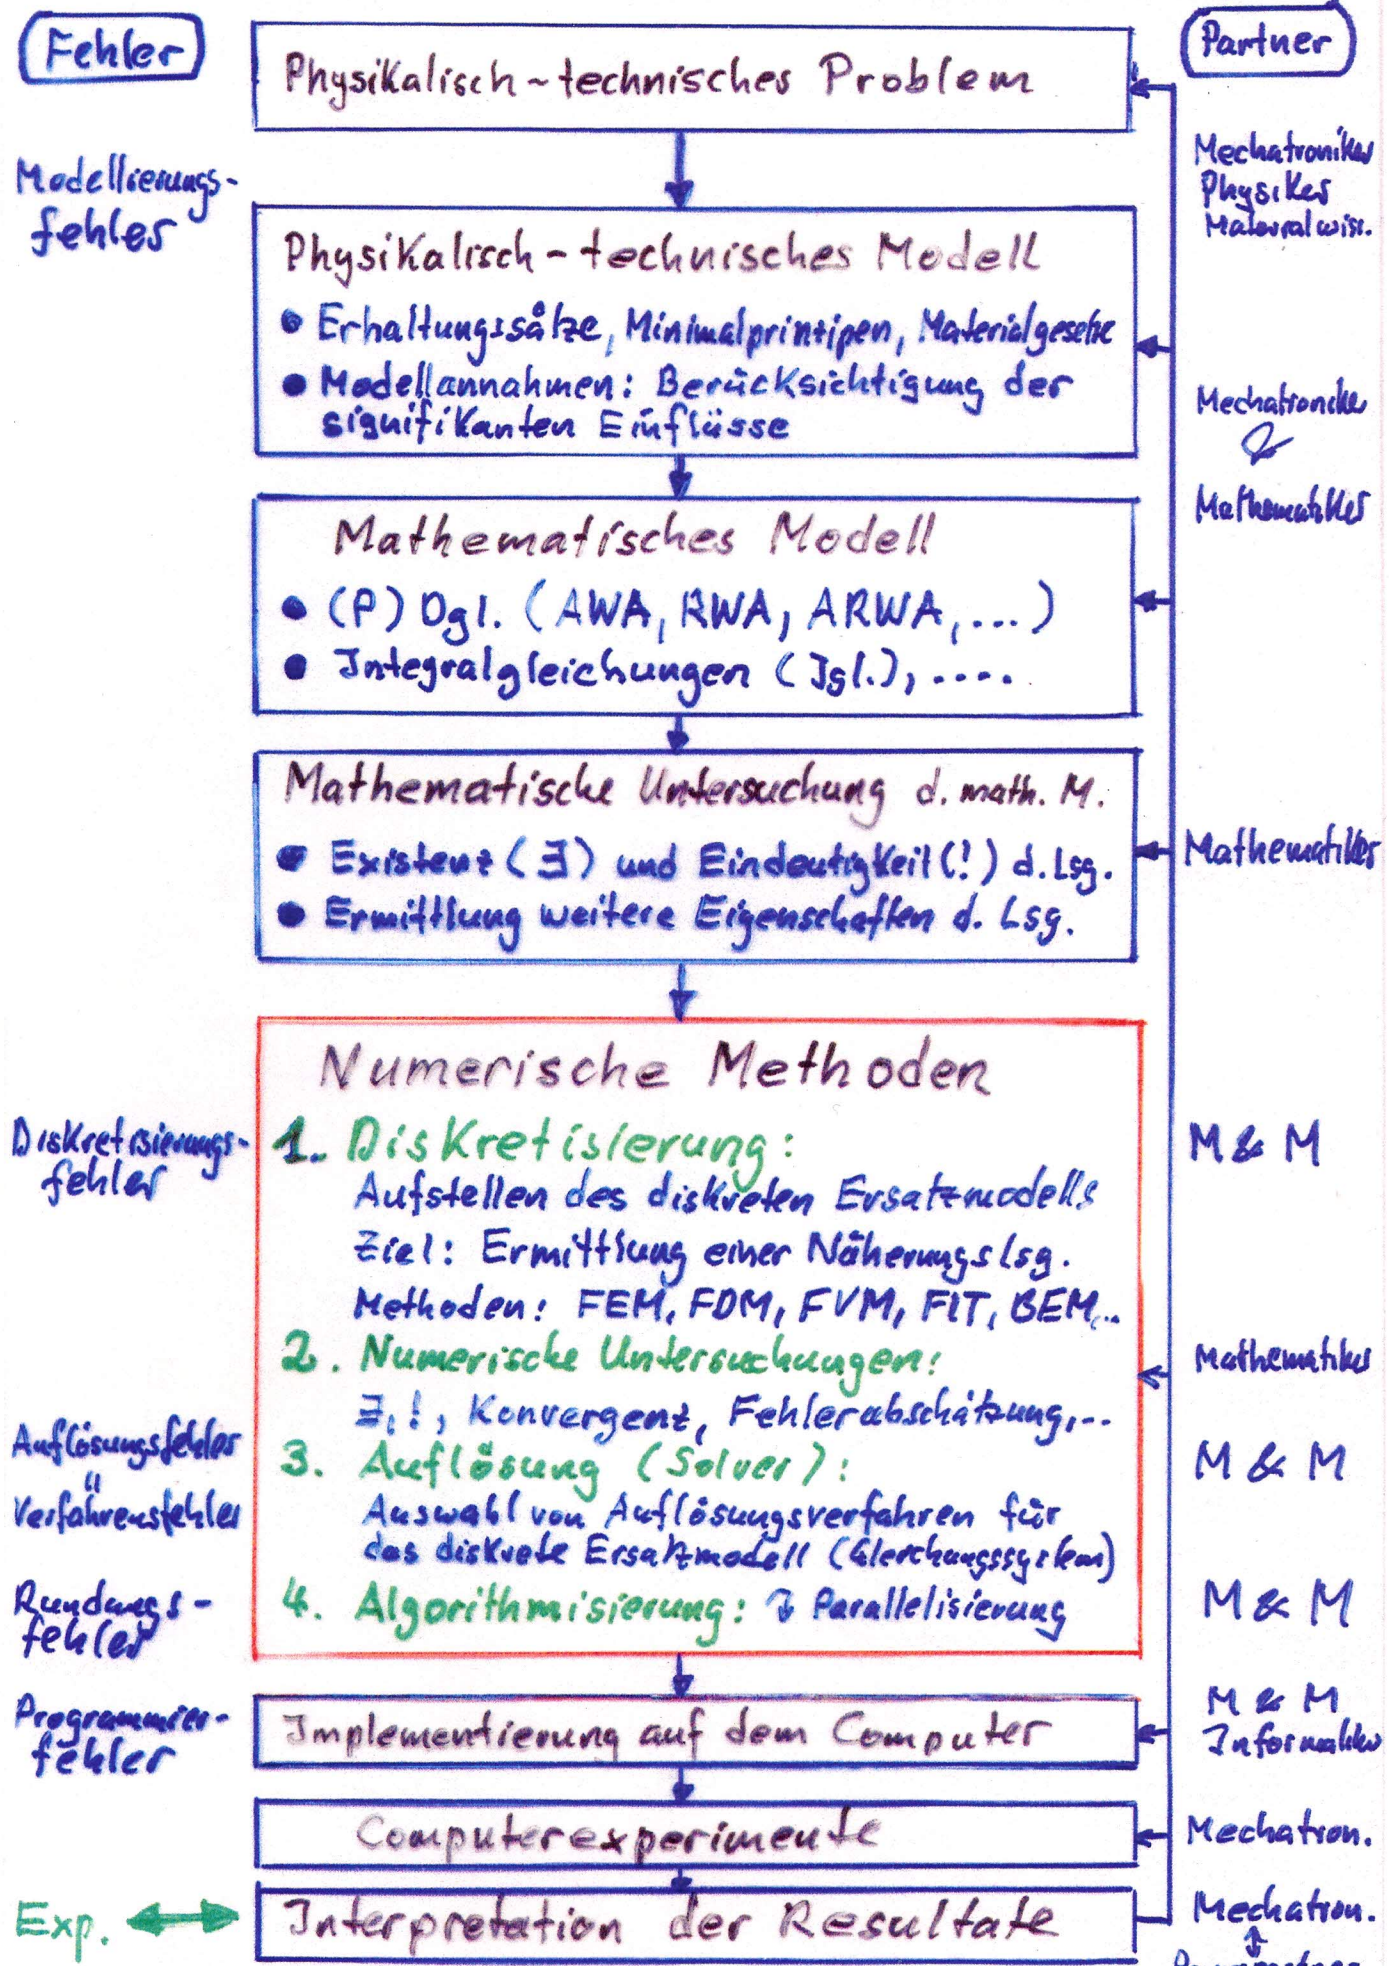 Fehler
Partner
Physikalisch-technisches Problem
Mechatroniker
Physiker
Materialwiss.
Modellierungs-
fehler
Physikalisch-technisches Modell
• Erhaltungssätze, Minimalprinzipen, Materialgesetze
• Modellannahmen: Berücksichtigung der
signifikanten Einflüsse
Mechatroniker
&
Mathematiker
Mathematisches Modell
• (P) Dgl. (AWA, RWA, ARWA, ...)
• Integralgleichungen (Igl.), ....
Mathematische Untersuchung d. math. M.
• Existenz (∃) und Eindeutigkeit (!) d. Lsg.
• Ermittlung weitere Eigenschaften d. Lsg.
Mathematiker
Numerische Methoden
Diskretisierungs-
fehler
1. Diskretisierung:
M & M
Aufstellen des diskreten Ersatzmodells
Ziel: Ermittlung einer Näherungslsg.
Methoden: FEM, FDM, FVM, FIT, BEM,..
2. Numerische Untersuchungen:
Mathematiker
∃, !, Konvergenz, Fehlerabschätzung,..
Auflösungsfehler
=
Verfahrensfehler
3. Auflösung (Solver):
M & M
Auswahl von Auflösungsverfahren für
das diskrete Ersatzmodell (Gleichungssystem)
Rundungs-
fehler
4. Algorithmisierung: Parallelisierung
M & M
Programmier-
fehler
Implementierung auf dem Computer
M & M
Informatiker
Computerexperimente
Mechatron.
Exp.
Interpretation der Resultate
Mechatron.